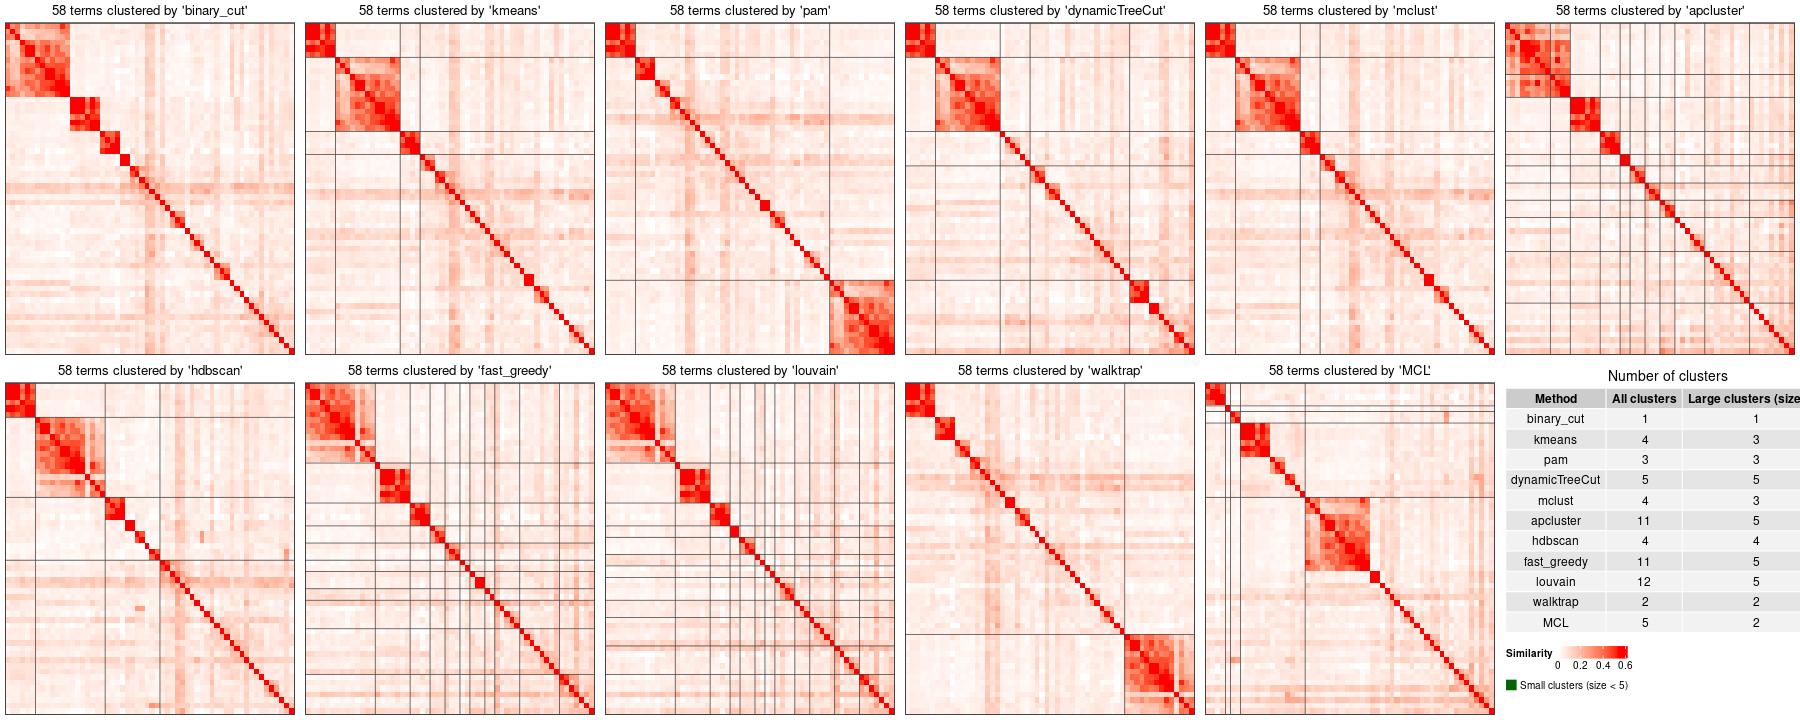 58 terms clustered by 'binary_cut'
58 terms clustered by 'kmeans'
58 terms clustered by 'pam'
58 terms clustered by 'dynamicTreeCut'
58 terms clustered by 'mclust'
58 terms clustered by 'apcluster'
58 terms clustered by 'hdbscan'
58 terms clustered by 'fast_greedy'
58 terms clustered by 'louvain'
58 terms clustered by 'walktrap'
58 terms clustered by 'MCL'
Number of clusters
Method All clusters Large clusters (size
binary_cut 1 1
kmeans 4 3
pam 3 3
dynamicTreeCut 5 5
mclust 4 3
apcluster 11 5
hdbscan 4 4
fast_greedy 11 5
louvain 12 5
walktrap 2 2
MCL 5 2
Similarity
0 0.2 0.4 0.6
Small clusters (size < 5)